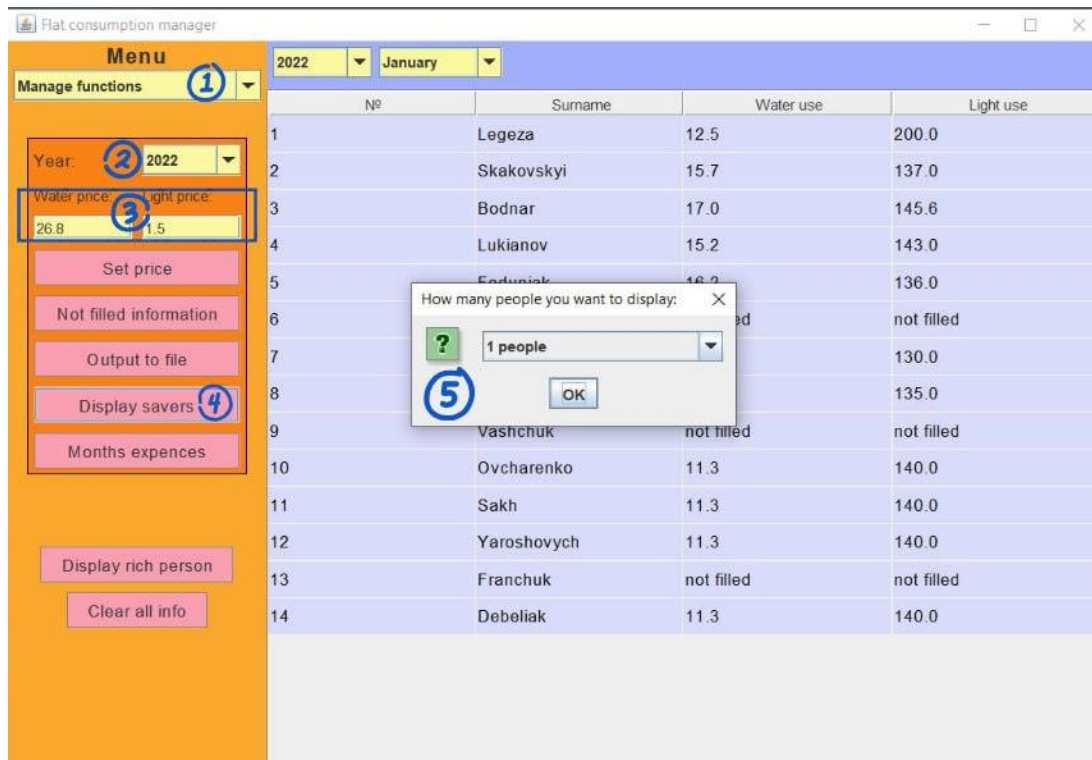 Flat consumption manager
Menu
Manage functions
1
2022 January
Year: 2 2022
Water price: Light price:
3
26.8 1.5
Set price
Not filled information
Output to file
Display savers 4
Months expences
Display rich person
Clear all info
Nº Surname Water use Light use
1 Legeza 12.5 200.0
2 Skakovskyi 15.7 137.0
3 Bodnar 17.0 145.6
4 Lukianov 15.2 143.0
5 136.0
6 not filled
7 130.0
8 135.0
9 Vashchuk not filled not filled
10 Ovcharenko 11.3 140.0
11 Sakh 11.3 140.0
12 Yaroshovych 11.3 140.0
13 Franchuk not filled not filled
14 Debeliak 11.3 140.0
How many people you want to display:
? 1 people
5
OK